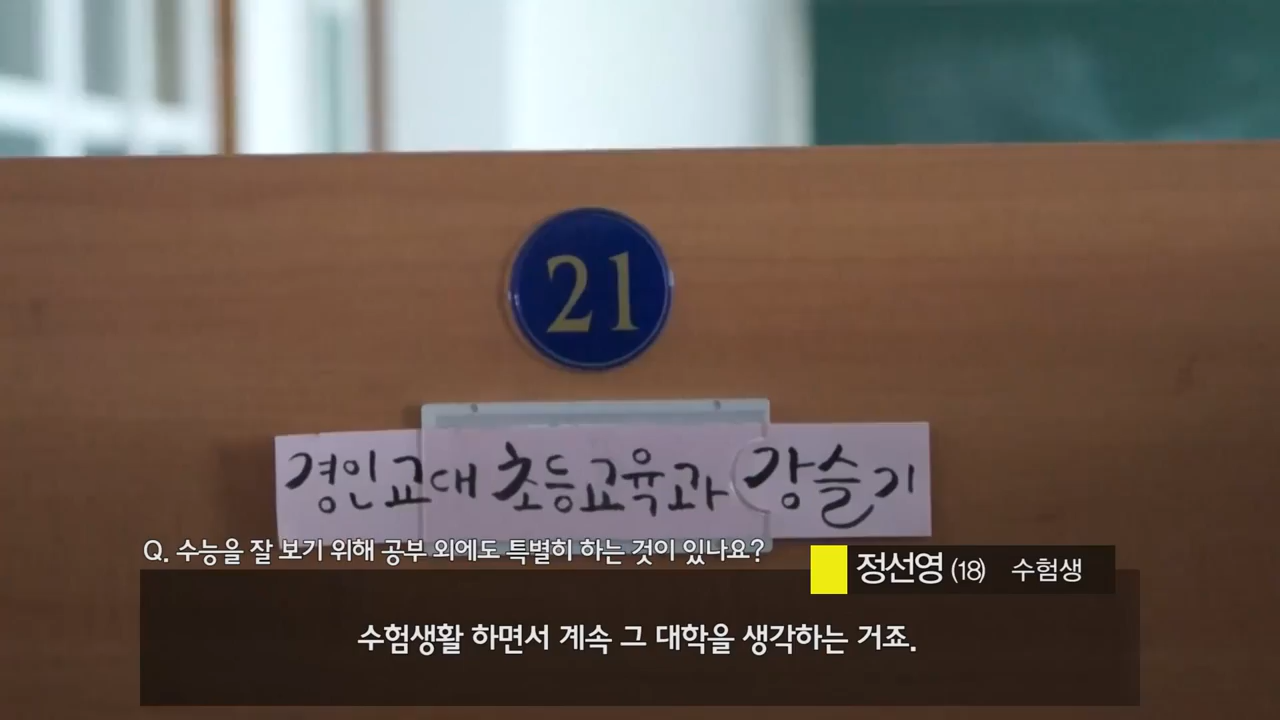 21
경인교대 초등교육과 강슬기
Q. 수능을 잘 보기 위해 공부 외에도 특별히 하는 것이 있나요?
정선영 (18) 수험생
수험생활 하면서 계속 그 대학을 생각하는 거죠.